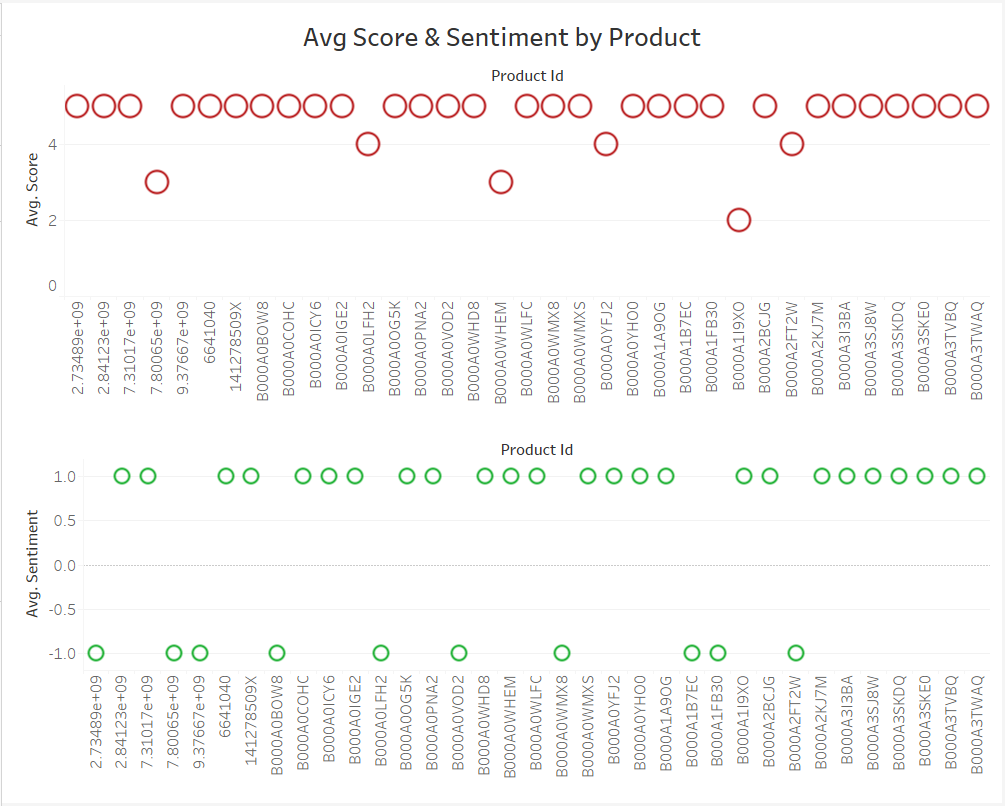 Avg Score & Sentiment by Product
Product Id
Avg. Score
4
2
0
2.73489e+09
2.84123e+09
7.31017e+09
7.80065e+09
9.37667e+09
6641040
141278509X
B000A0BOW8
B000A0COHC
B000A0ICY6
B000A0IGE2
B000A0LFH2
B000A0OG5K
B000A0PNA2
B000A0VOD2
B000A0WHD8
B000A0WHEM
B000A0WLFC
B000A0WMX8
B000A0WMXS
B000A0YFJ2
B000A0YHO0
B000A1A9OG
B000A1B7EC
B000A1FB30
B000A1I9XO
B000A2BCJG
B000A2FT2W
B000A2KJ7M
B000A3I3BA
B000A3SJ8W
B000A3SKDQ
B000A3SKE0
B000A3TVBQ
B000A3TWAQ
Product Id
Avg. Sentiment
1.0
0.5
0.0
-0.5
-1.0
2.73489e+09
2.84123e+09
7.31017e+09
7.80065e+09
9.37667e+09
6641040
141278509X
B000A0BOW8
B000A0COHC
B000A0ICY6
B000A0IGE2
B000A0LFH2
B000A0OG5K
B000A0PNA2
B000A0VOD2
B000A0WHD8
B000A0WHEM
B000A0WLFC
B000A0WMX8
B000A0WMXS
B000A0YFJ2
B000A0YHO0
B000A1A9OG
B000A1B7EC
B000A1FB30
B000A1I9XO
B000A2BCJG
B000A2FT2W
B000A2KJ7M
B000A3I3BA
B000A3SJ8W
B000A3SKDQ
B000A3SKE0
B000A3TVBQ
B000A3TWAQ